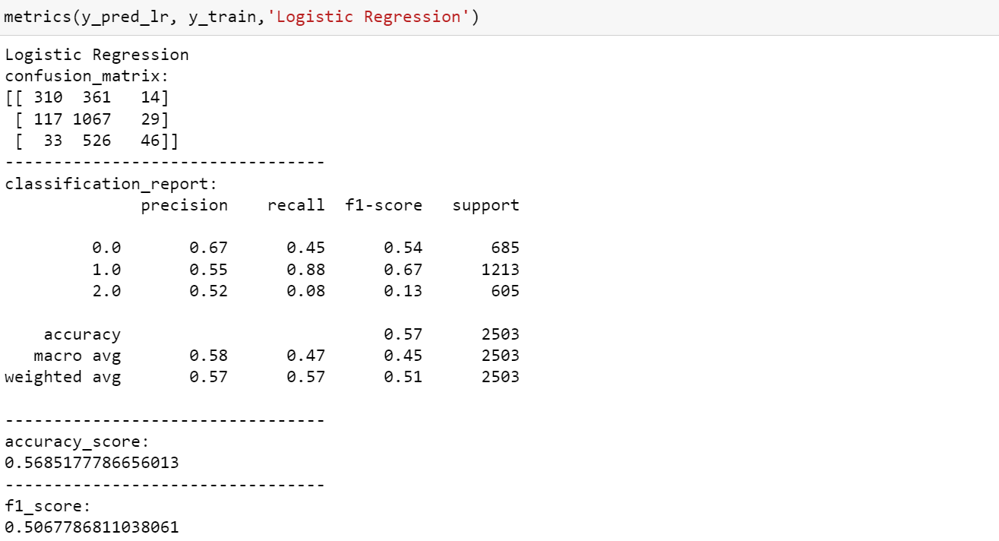 metrics(y_pred_lr, y_train,'Logistic Regression')
Logistic Regression
confusion_matrix:
[[ 310  361   14]
 [ 117 1067   29]
 [  33  526   46]]
---------------------------------
classification_report:
              precision    recall  f1-score   support

         0.0       0.67      0.45      0.54       685
         1.0       0.55      0.88      0.67      1213
         2.0       0.52      0.08      0.13       605

    accuracy                           0.57      2503
   macro avg       0.58      0.47      0.45      2503
weighted avg       0.57      0.57      0.51      2503

---------------------------------
accuracy_score:
0.5685177786656013
---------------------------------
f1_score:
0.5067786811038061